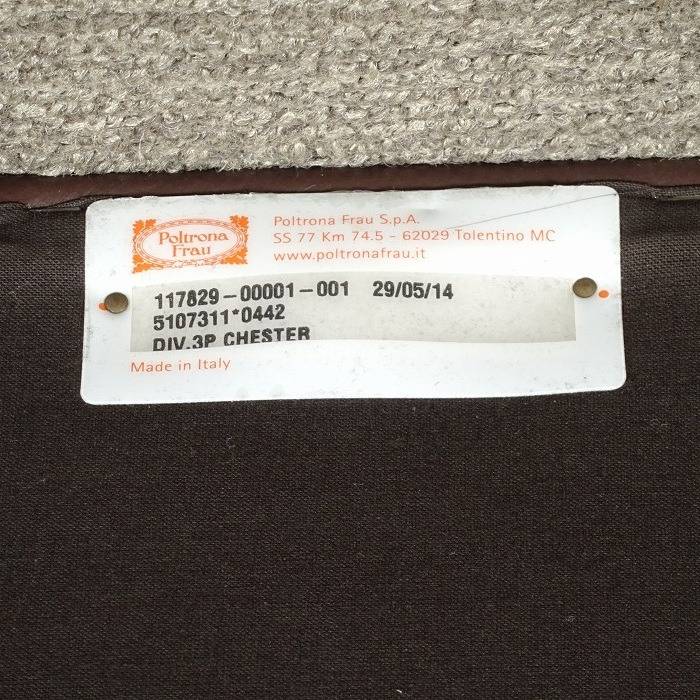 Poltrona
Frau
Poltrona Frau S.p.A.
SS 77 Km 74.5 - 62029 Tolentino MC
www.poltronafrau.it
117829-00001-001 29/05/14
5107311*0442
DIV.3P CHESTER
Made in Italy